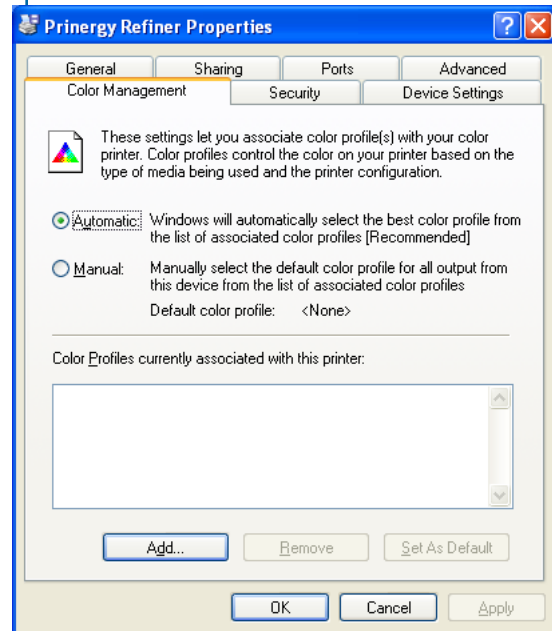 Prinergy Refiner Properties
General Sharing Ports Advanced
Color Management Security Device Settings
These settings let you associate color profile(s) with your color
printer. Color profiles control the color on your printer based on the
type of media being used and the printer configuration.
Automatic: Windows will automatically select the best color profile from
the list of associated color profiles [Recommended]
Manual: Manually select the default color profile for all output from
this device from the list of associated color profiles
Default color profile: <None>
Color Profiles currently associated with this printer:
Add... Remove Set As Default
OK Cancel Apply